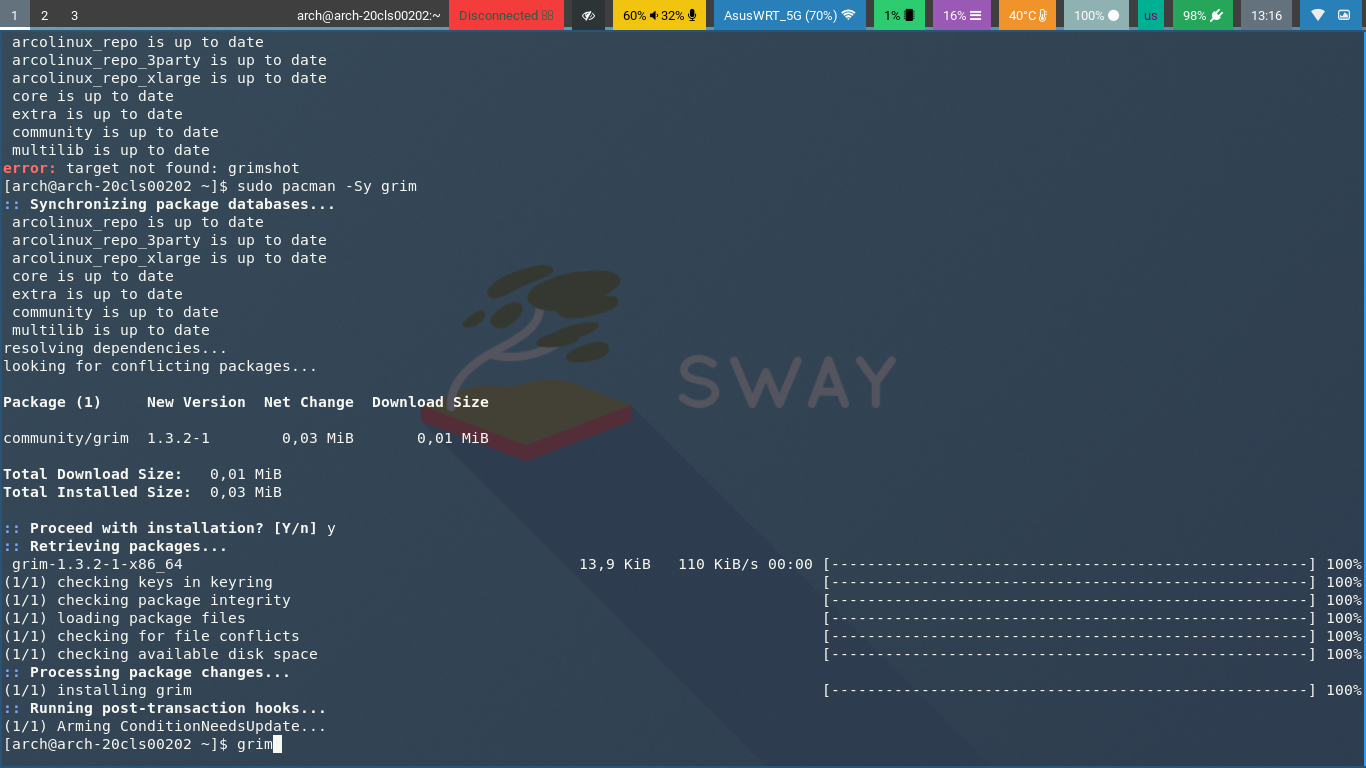 1 2 3 arch@arch-20cls00202:~ Disconnected 60% 32% AsusWRT_5G (70%) 1% 16% 40°C 100% us 98% 13:16
arcolinux_repo is up to date
arcolinux_repo_3party is up to date
arcolinux_repo_xlarge is up to date
core is up to date
extra is up to date
community is up to date
multilib is up to date
error: target not found: grimshot
[arch@arch-20cls00202 ~]$ sudo pacman -Sy grim
:: Synchronizing package databases...
arcolinux_repo is up to date
arcolinux_repo_3party is up to date
arcolinux_repo_xlarge is up to date
core is up to date
extra is up to date
community is up to date
multilib is up to date
resolving dependencies...
looking for conflicting packages...
SWAY
Package (1) New Version Net Change Download Size
community/grim 1.3.2-1 0,03 MiB 0,01 MiB
Total Download Size: 0,01 MiB
Total Installed Size: 0,03 MiB
:: Proceed with installation? [Y/n] y
:: Retrieving packages...
grim-1.3.2-1-x86_64 13,9 KiB 110 KiB/s 00:00 [-----------------------------------------------------] 100%
(1/1) checking keys in keyring [-----------------------------------------------------] 100%
(1/1) checking package integrity [-----------------------------------------------------] 100%
(1/1) loading package files [-----------------------------------------------------] 100%
(1/1) checking for file conflicts [-----------------------------------------------------] 100%
(1/1) checking available disk space [-----------------------------------------------------] 100%
:: Processing package changes...
(1/1) installing grim [-----------------------------------------------------] 100%
:: Running post-transaction hooks...
(1/1) Arming ConditionNeedsUpdate...
[arch@arch-20cls00202 ~]$ grim